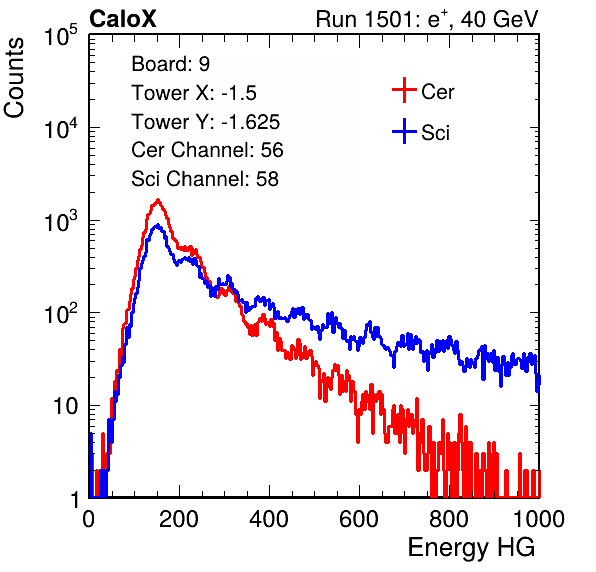 CaloX Run 1501: e⁺, 40 GeV
Board: 9
Tower X: -1.5
Tower Y: -1.625
Cer Channel: 56
Sci Channel: 58
Cer
Sci
Counts
10⁵
10⁴
10³
10²
10
1
0 200 400 600 800 1000
Energy HG